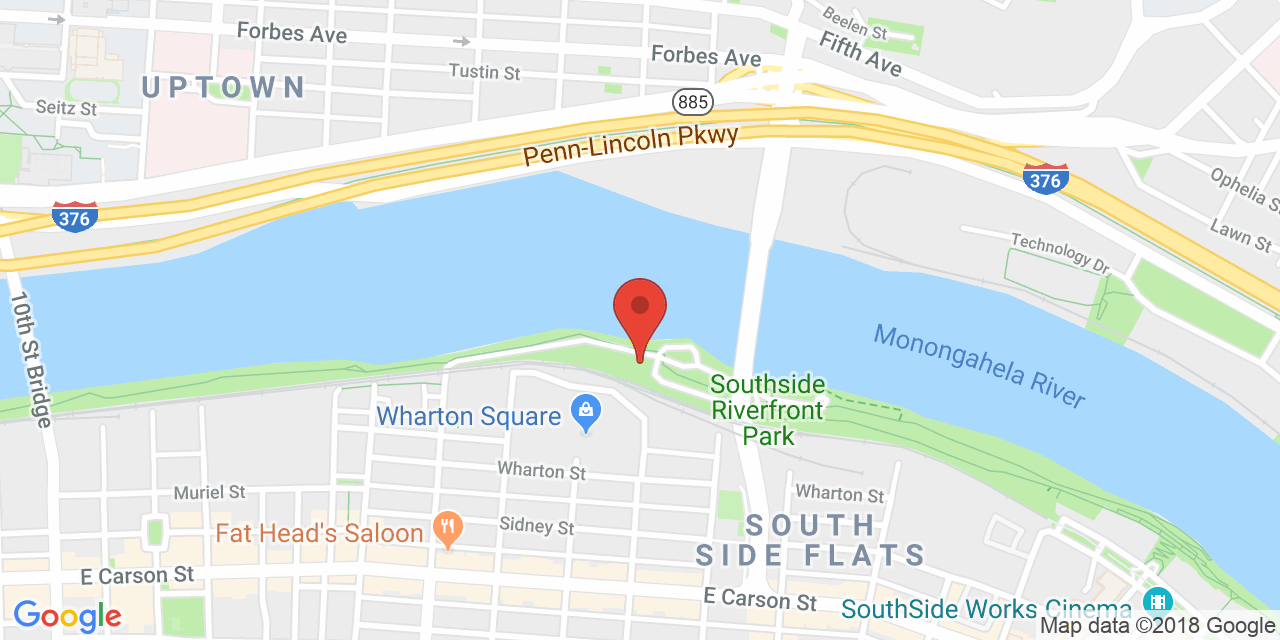 Beelen St
Forbes Ave
Fifth Ave
Forbes Ave
Tustin St
UPTOWN
885
Seitz St
Penn-Lincoln Pkwy
376
376
Ophelia S
Lawn St
Technology Dr
10th St Bridge
Monongahela River
Southside
Riverfront
Park
Wharton Square
Wharton St
Muriel St
Wharton St
Fat Head's Saloon
Sidney St
SOUTH
SIDE FLATS
E Carson St
E Carson St
SouthSide Works Cinema
Google
Map data ©2018 Google